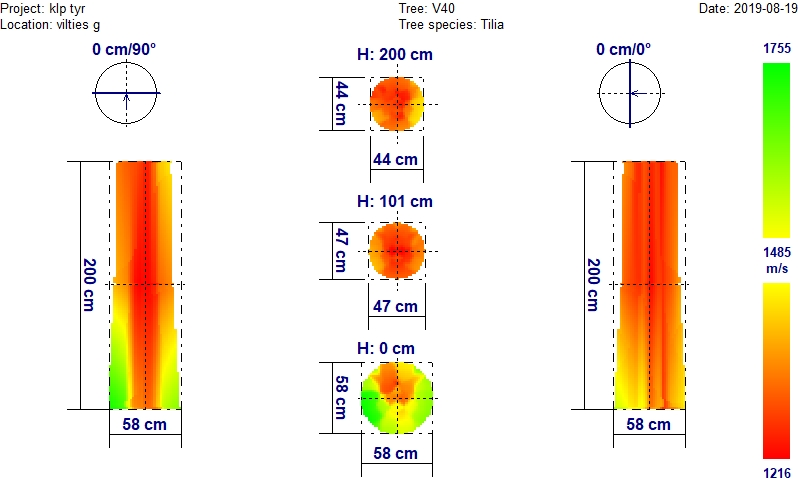 Project: klp tyr
Tree: V40
Date: 2019-08-19
Location: vilties g
Tree species: Tilia
0 cm/90°
H: 200 cm
0 cm/0°
1755
44 cm
44 cm
H: 101 cm
200 cm
47 cm
200 cm
1485
m/s
47 cm
H: 0 cm
58 cm
58 cm
58 cm
58 cm
1216